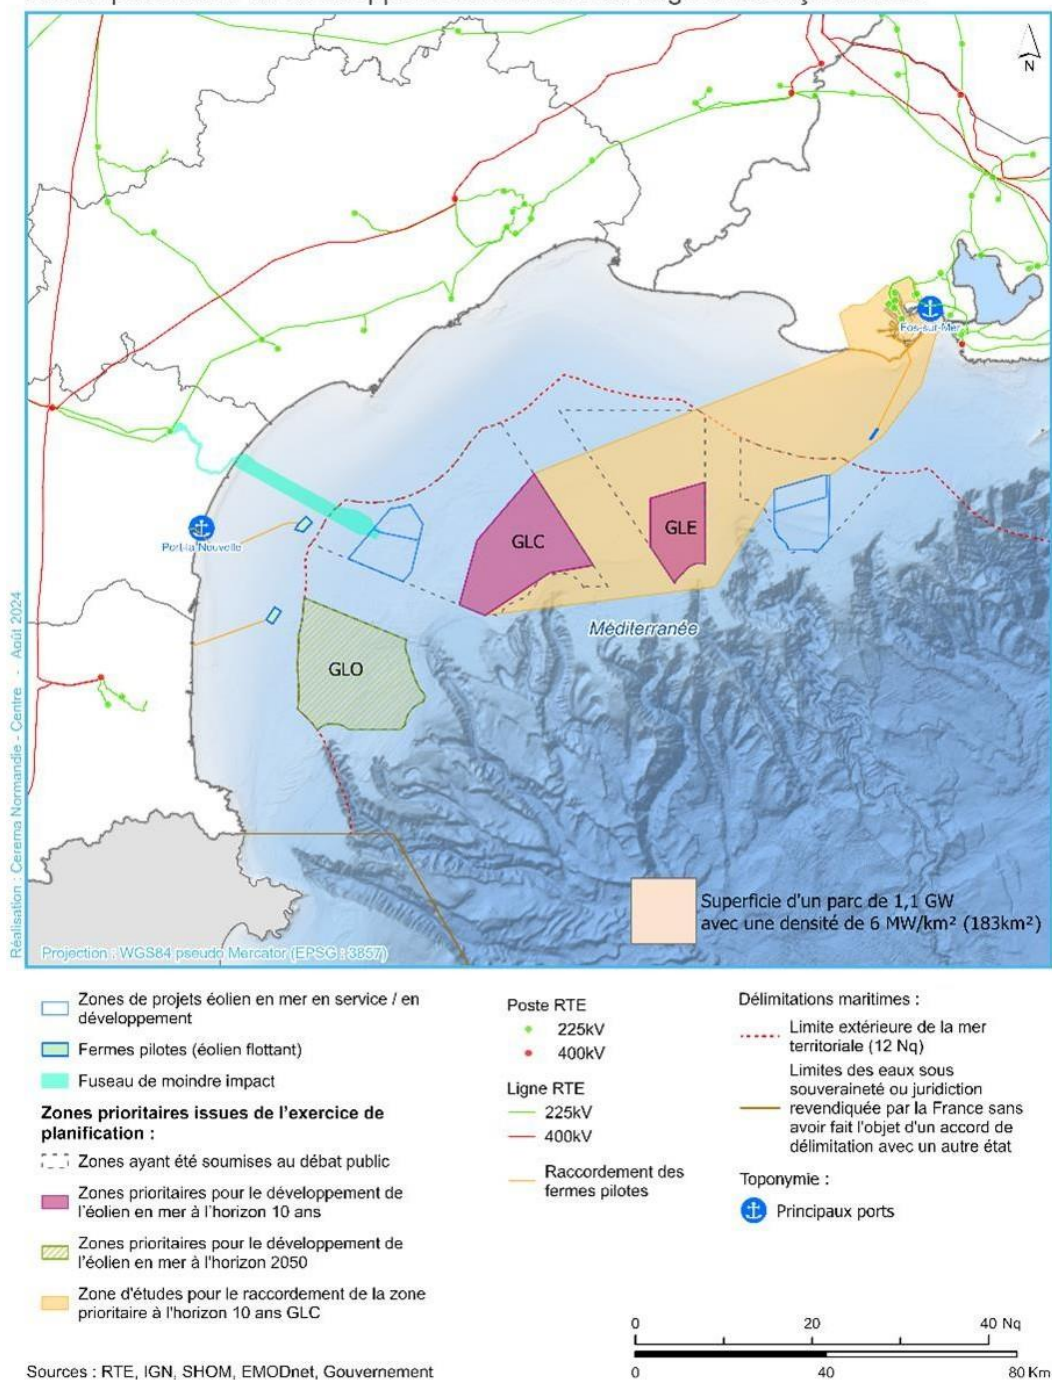 N
Fos-sur-Mer
GLC
GLE
Port-la Nouvelle
Méditerranée
GLO
Réalisation : Cerema Normandie - Centre - Août 2024
Superficie d'un parc de 1,1 GW
avec une densité de 6 MW/km² (183km²)
Projection : WGS84 pseudo Mercator (EPSG : 3857)
Zones de projets éolien en mer en service / en
développement
Fermes pilotes (éolien flottant)
Fuseau de moindre impact
Zones prioritaires issues de l'exercice de
planification :
Zones ayant été soumises au débat public
Zones prioritaires pour le développement de
l'éolien en mer à l'horizon 10 ans
Zones prioritaires pour le développement de
l'éolien en mer à l'horizon 2050
Zone d'études pour le raccordement de la zone
prioritaire à l'horizon 10 ans GLC
Poste RTE
225kV
400kV
Ligne RTE
225kV
400kV
Raccordement des
fermes pilotes
Délimitations maritimes :
Limite extérieure de la mer
territoriale (12 Nq)
Limites des eaux sous
souveraineté ou juridiction
revendiquée par la France sans
avoir fait l'objet d'un accord de
délimitation avec un autre état
Toponymie :
Principaux ports
0 20 40 Nq
0 40 80 Km
Sources : RTE, IGN, SHOM, EMODnet, Gouvernement